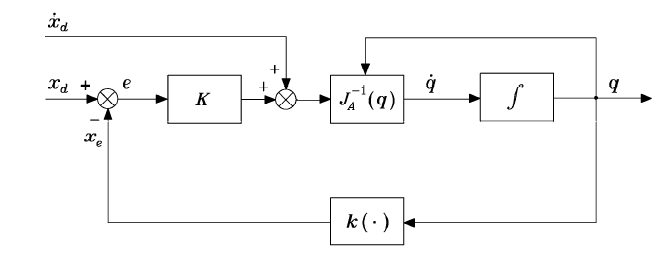 ẋ_d
+
x_d + e K + J_A^{-1}(q) q̇ ∫ q
−
x_e
k(·)